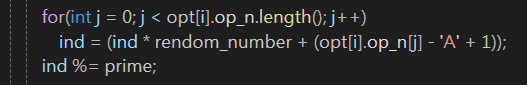 for(int j = 0; j < opt[i].op_n.length(); j++)
ind = (ind * rendom_number + (opt[i].op_n[j] - 'A' + 1));
ind %= prime;